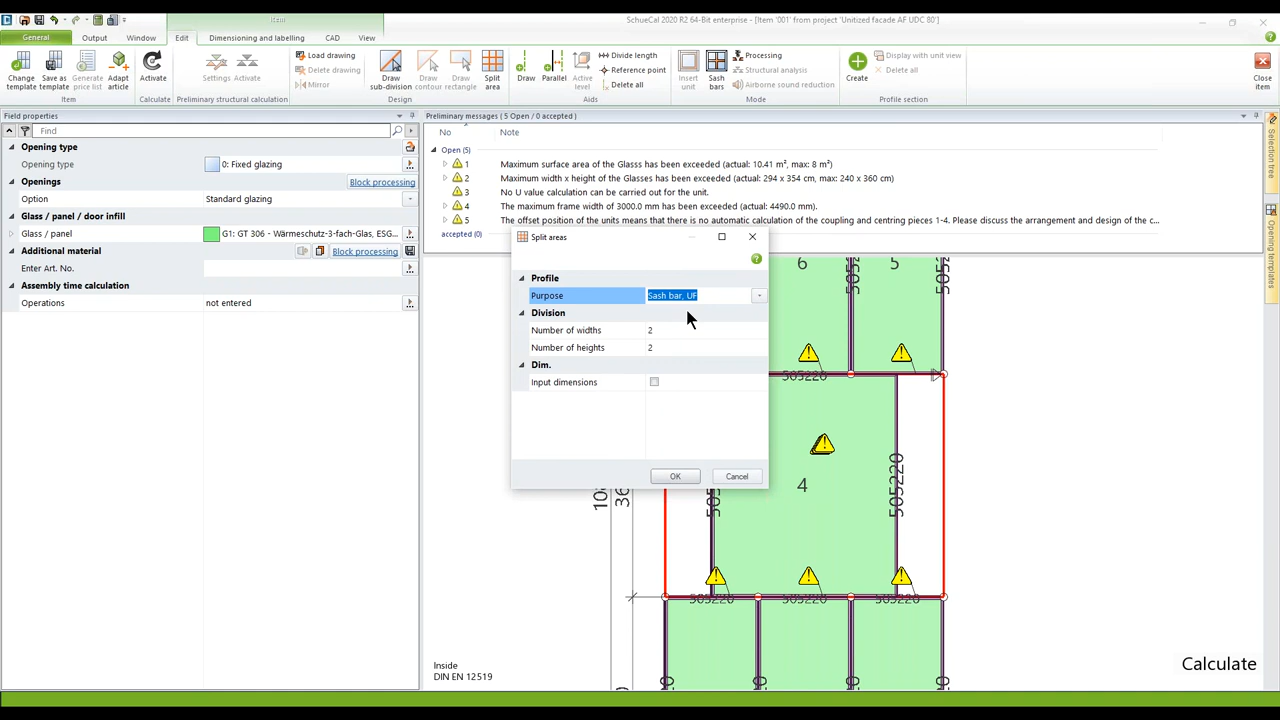 Item
SchueCal 2020 R2 64-Bit enterprise - [Item '001' from project 'Unitized facade AF UDC 80']
General Output Window Edit Dimensioning and labelling CAD View
Change template
Save as template
Generate price list
Adapt article
Activate
Settings
Activate
Load drawing
Delete drawing
Mirror
Draw sub-division
Draw contour
Draw rectangle
Split area
Draw
Parallel
Active level
Divide length
Reference point
Delete all
Insert unit
Sash bars
Processing
Structural analysis
Airborne sound reduction
Create
Display with unit view
Delete all
Close item
Item Calculate Preliminary structural calculation Design Aids Mode Profile section
Field properties
Find
Opening type
Opening type 0: Fixed glazing
Openings Block processing
Option Standard glazing
Glass / panel / door infill
Glass / panel G1: GT 306 - Wärmeschutz-3-fach-Glas, ESG...
Additional material Block processing
Enter Art. No.
Assembly time calculation
Operations not entered
Preliminary messages ( 5 Open / 0 accepted )
No Note
Open (5)
1 Maximum surface area of the Glasss has been exceeded (actual: 10.41 m², max: 8 m²)
2 Maximum width x height of the Glasses has been exceeded (actual: 294 x 354 cm, max: 240 x 360 cm)
3 No U value calculation can be carried out for the unit.
4 The maximum frame width of 3000.0 mm has been exceeded (actual: 4490.0 mm).
5 The offset position of the units means that there is no automatic calculation of the coupling and centring pieces 1-4. Please discuss the arrangement and design of the c...
accepted (0)
Selection tree
Opening templates
Split areas
Profile
Purpose Sash bar, UF
Division
Number of widths 2
Number of heights 2
Dim.
Input dimensions
OK Cancel
6 5
505220
4
505220
505220 505220 505220
Inside
DIN EN 12519
Calculate